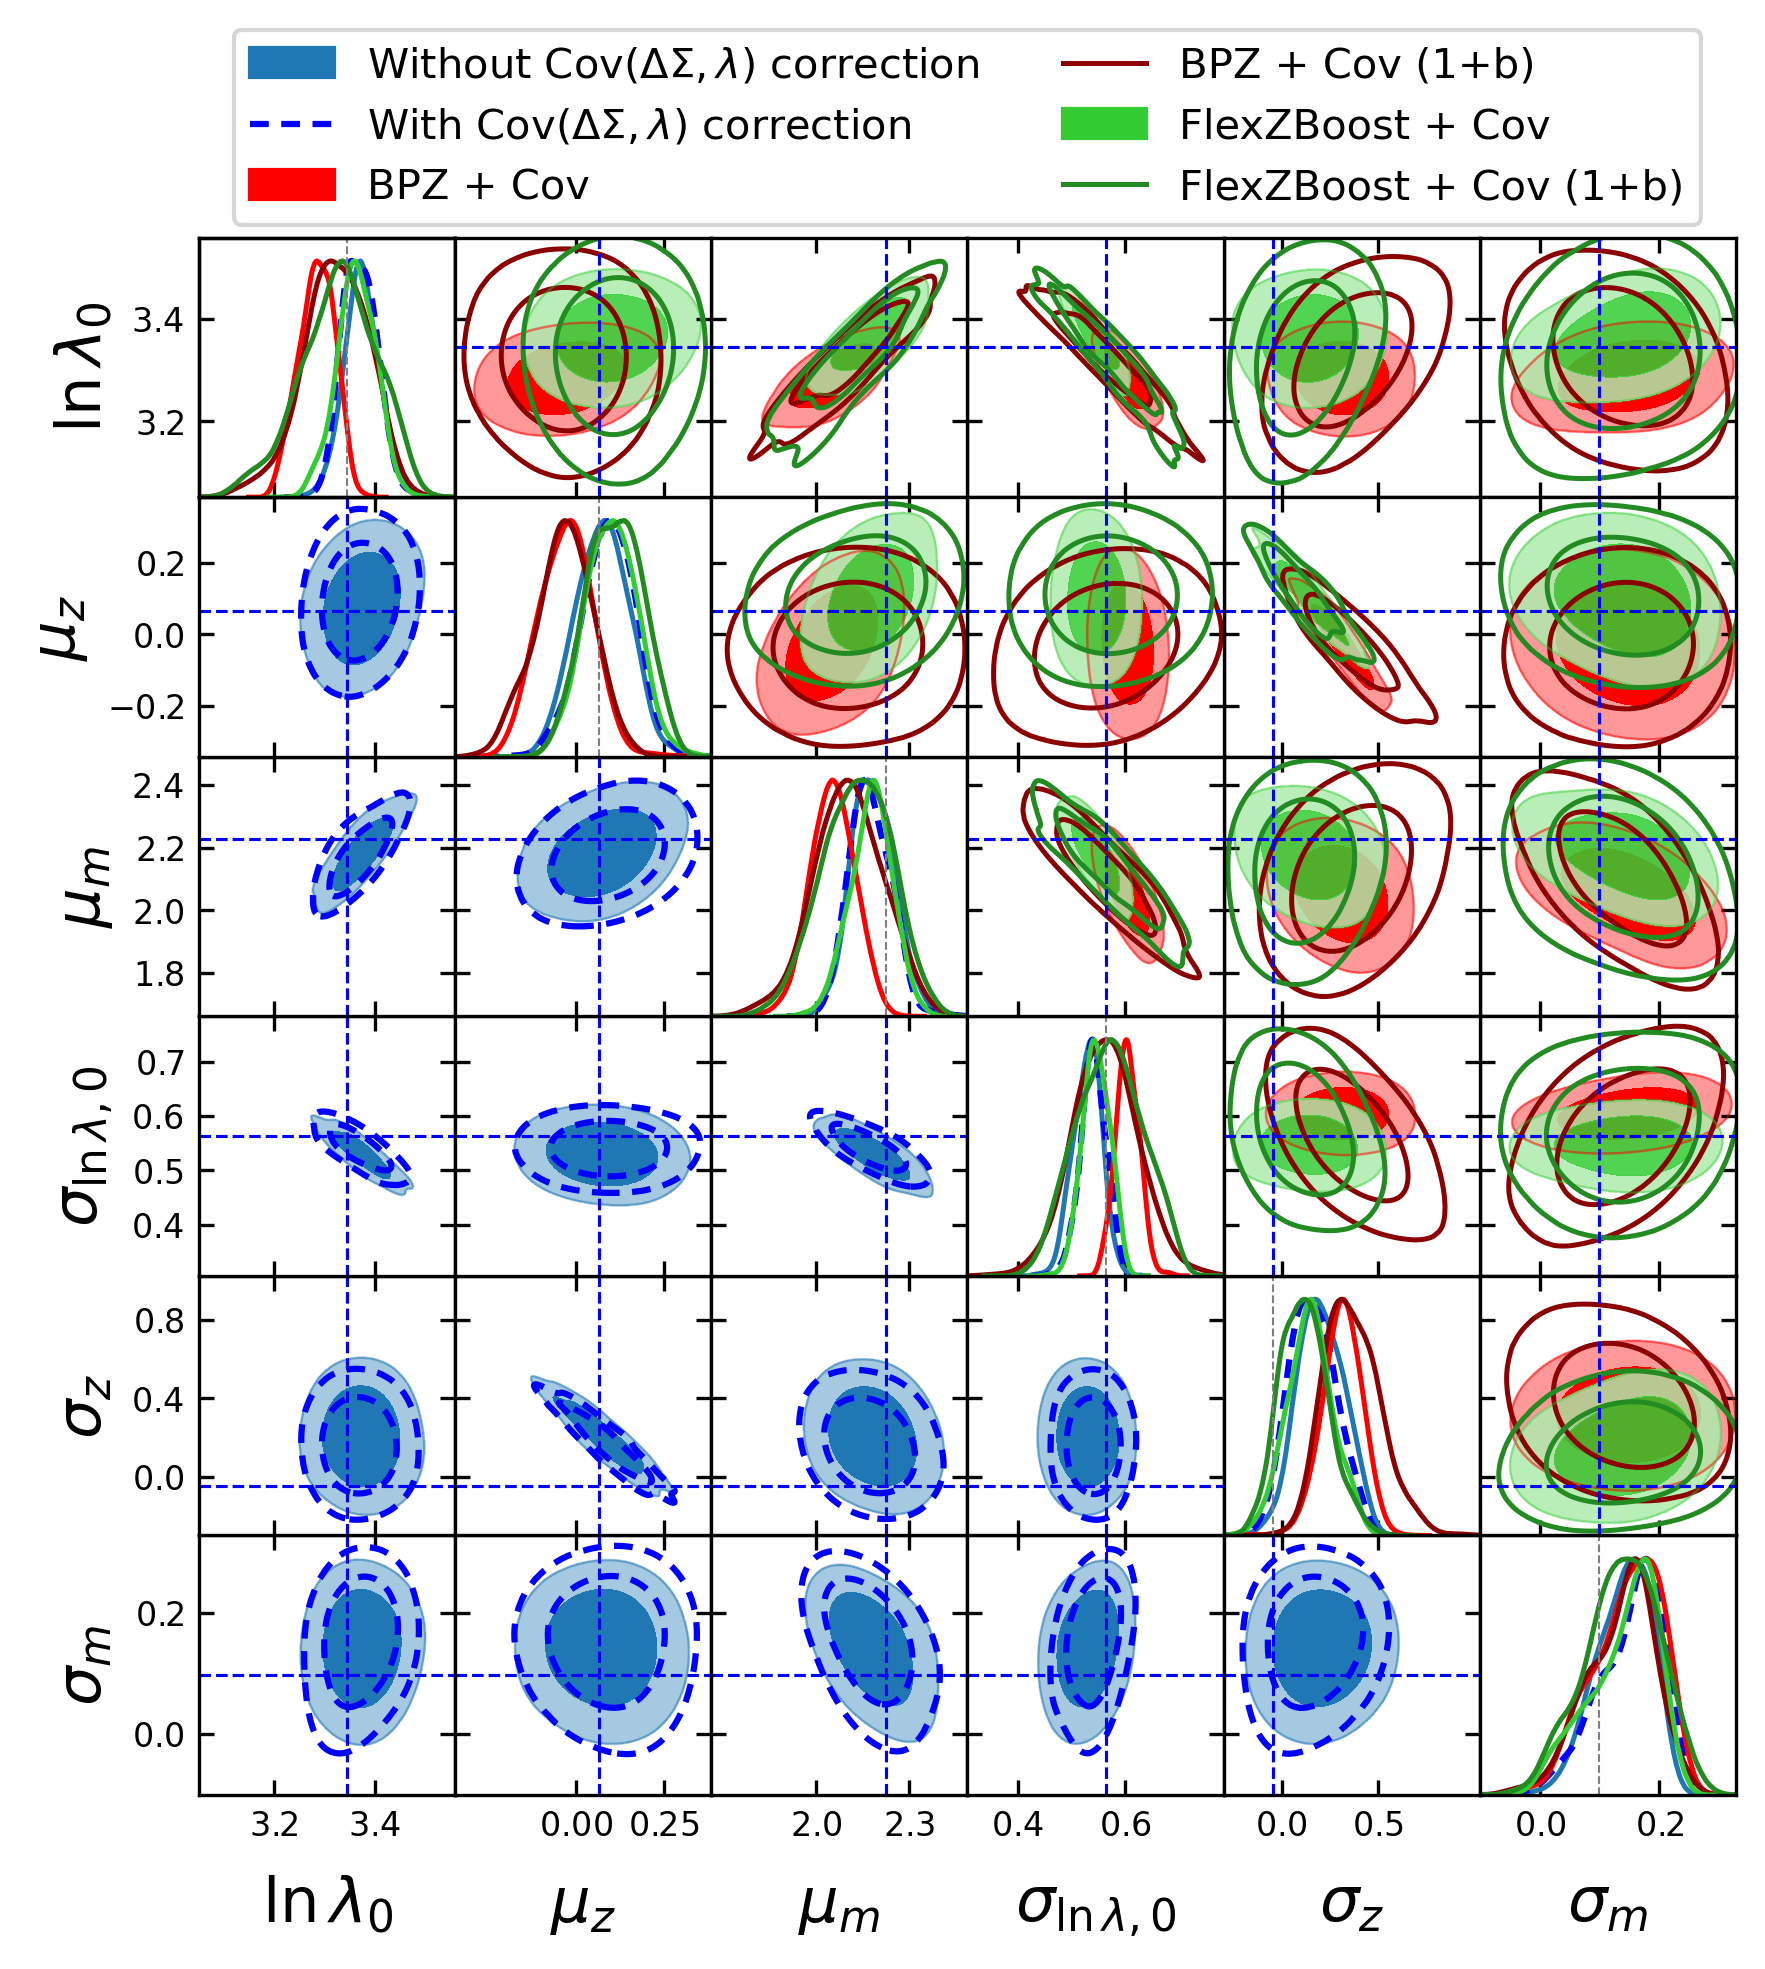 Without Cov(ΔΣ, λ) correction
With Cov(ΔΣ, λ) correction
BPZ + Cov
BPZ + Cov (1+b)
FlexZBoost + Cov
FlexZBoost + Cov (1+b)
ln λ0
3.4
3.2
μz
0.2
0.0
−0.2
μm
2.4
2.2
2.0
1.8
σln λ, 0
0.7
0.6
0.5
0.4
σz
0.8
0.4
0.0
σm
0.2
0.0
3.2 3.4 0.00 0.25 2.0 2.3 0.4 0.6 0.0 0.5 0.0 0.2
ln λ0 μz μm σln λ, 0 σz σm